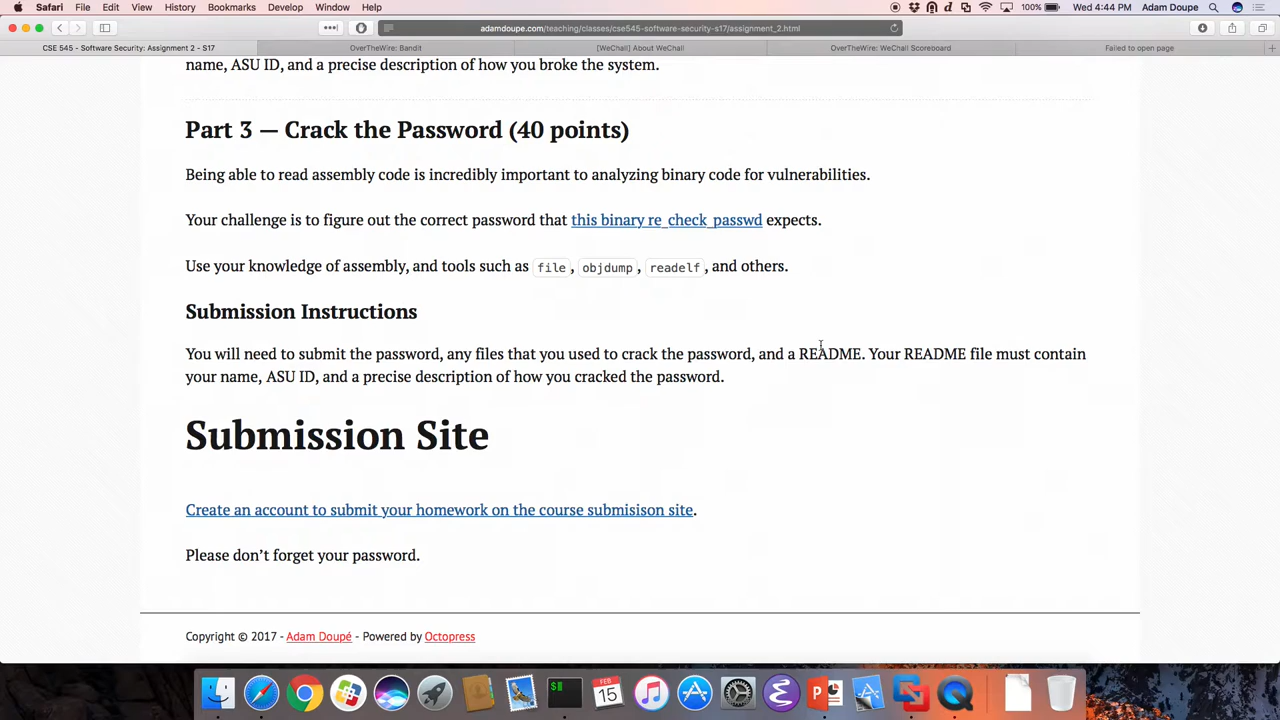 Safari File Edit View History Bookmarks Develop Window Help 100% Wed 4:44 PM Adam Doupe
adamdoupe.com/teaching/classes/cse545-software-security-s17/assignment_2.html
CSE 545 - Software Security: Assignment 2 - S17 OverTheWire: Bandit [WeChall] About WeChall OverTheWire: WeChall Scoreboard Failed to open page
name, ASU ID, and a precise description of how you broke the system.
Part 3 — Crack the Password (40 points)
Being able to read assembly code is incredibly important to analyzing binary code for vulnerabilities.
Your challenge is to figure out the correct password that this binary re_check_passwd expects.
Use your knowledge of assembly, and tools such as file, objdump, readelf, and others.
Submission Instructions
You will need to submit the password, any files that you used to crack the password, and a README. Your README file must contain
your name, ASU ID, and a precise description of how you cracked the password.
Submission Site
Create an account to submit your homework on the course submisison site.
Please don't forget your password.
Copyright © 2017 - Adam Doupé - Powered by Octopress
FEB
15